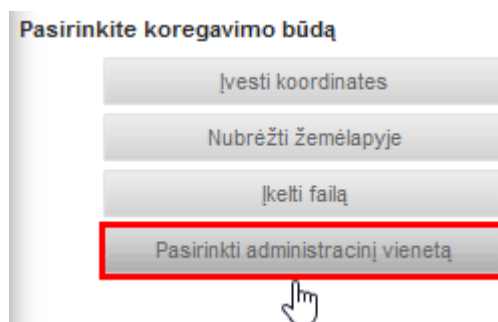 Pasirinkite koregavimo būdą
Įvesti koordinates
Nubrėžti žemėlapyje
Įkelti failą
Pasirinkti administracinį vienetą